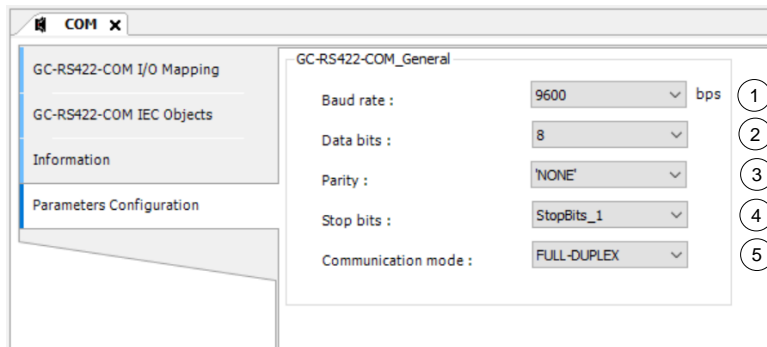 COM
GC-RS422-COM I/O Mapping
GC-RS422-COM IEC Objects
Information
Parameters Configuration
GC-RS422-COM_General
Baud rate : 9600 bps 1
Data bits : 8 2
Parity : 'NONE' 3
Stop bits : StopBits_1 4
Communication mode : FULL-DUPLEX 5